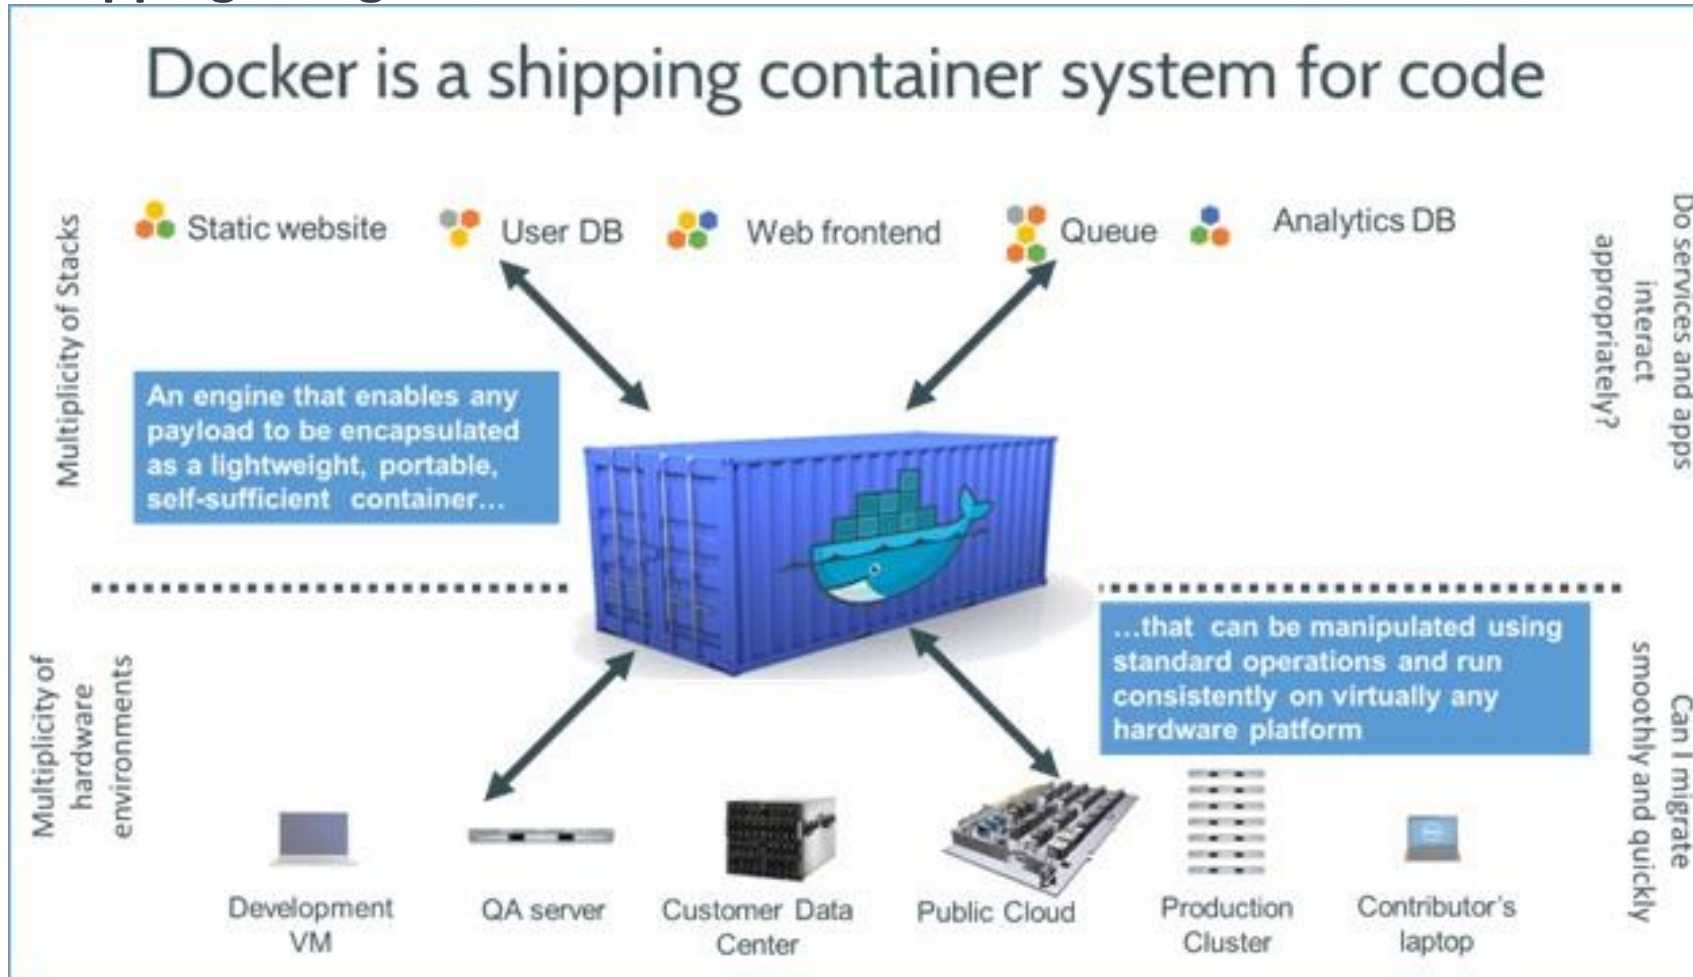 Docker is a shipping container system for code
Static website
User DB
Web frontend
Queue
Analytics DB
Multiplicity of Stacks
Do services and apps
interact
appropriately?
An engine that enables any
payload to be encapsulated
as a lightweight, portable,
self-sufficient container...
...that can be manipulated using
standard operations and run
consistently on virtually any
hardware platform
Multiplicity of
hardware
environments
Can I migrate
smoothly and quickly
Development
VM
QA server
Customer Data
Center
Public Cloud
Production
Cluster
Contributor's
laptop